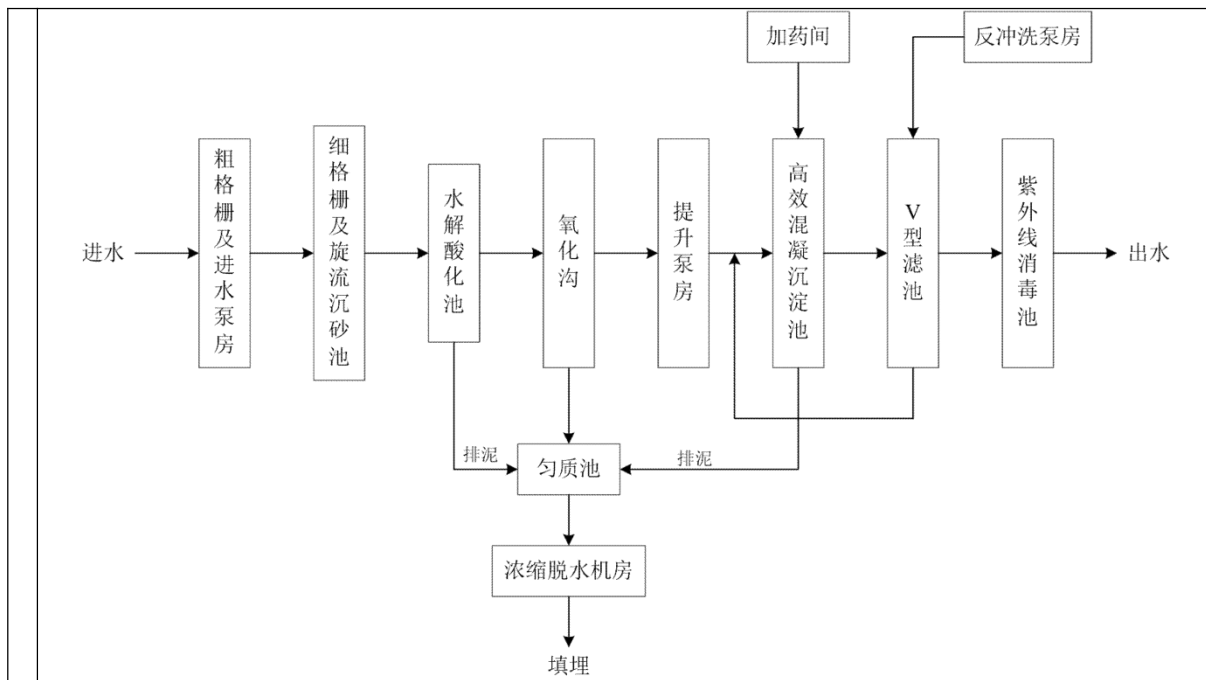 加药间
反冲洗泵房
进水
粗格栅及进水泵房
细格栅及旋流沉砂池
水解酸化池
氧化沟
提升泵房
高效混凝沉淀池
V型滤池
紫外线消毒池
出水
排泥
匀质池
排泥
浓缩脱水机房
填埋